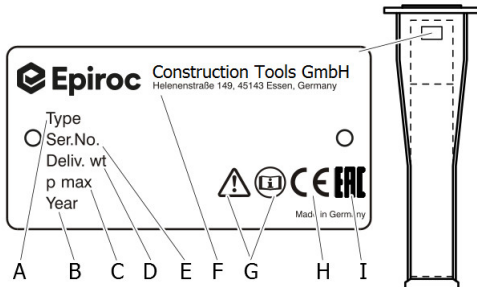 Epiroc Construction Tools GmbH
Helenenstraße 149, 45143 Essen, Germany
Type
Ser.No.
Deliv. wt
p max
Year
CE EAC
Made in Germany
A B C D E F G H I